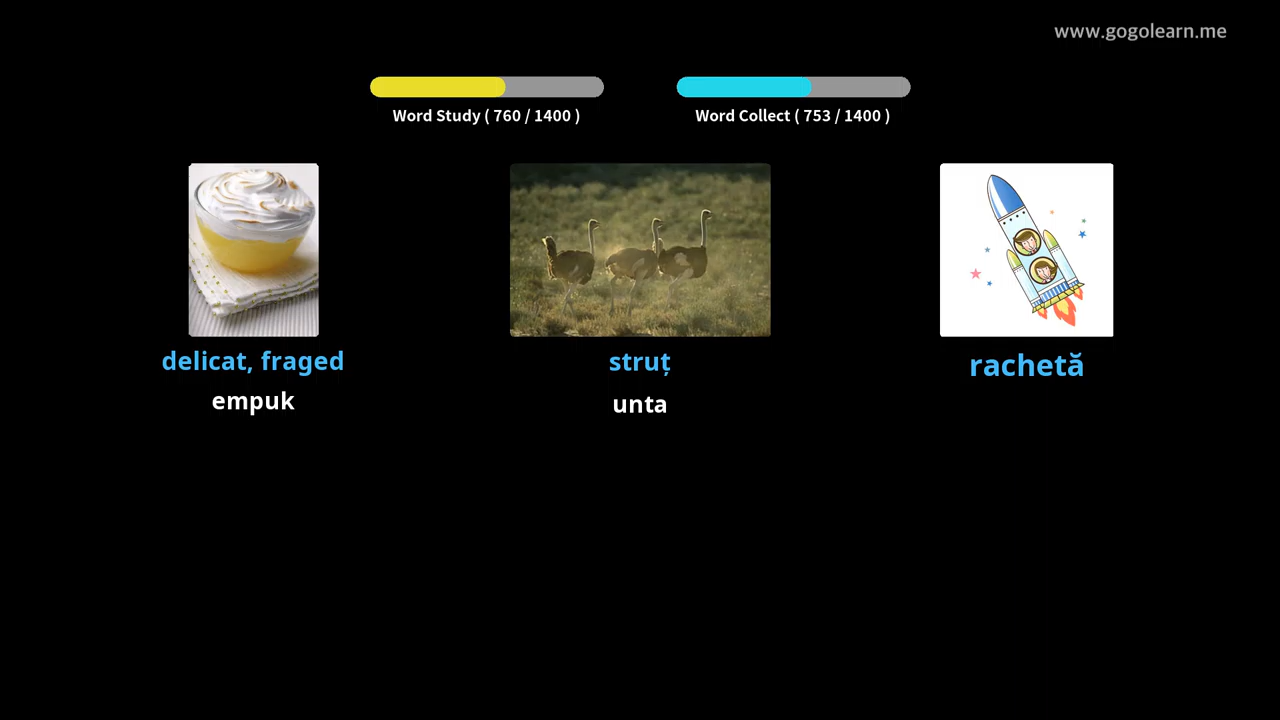 www.gogolearn.me
Word Study ( 760 / 1400 )
Word Collect ( 753 / 1400 )
delicat, fraged
struț
rachetă
empuk
unta